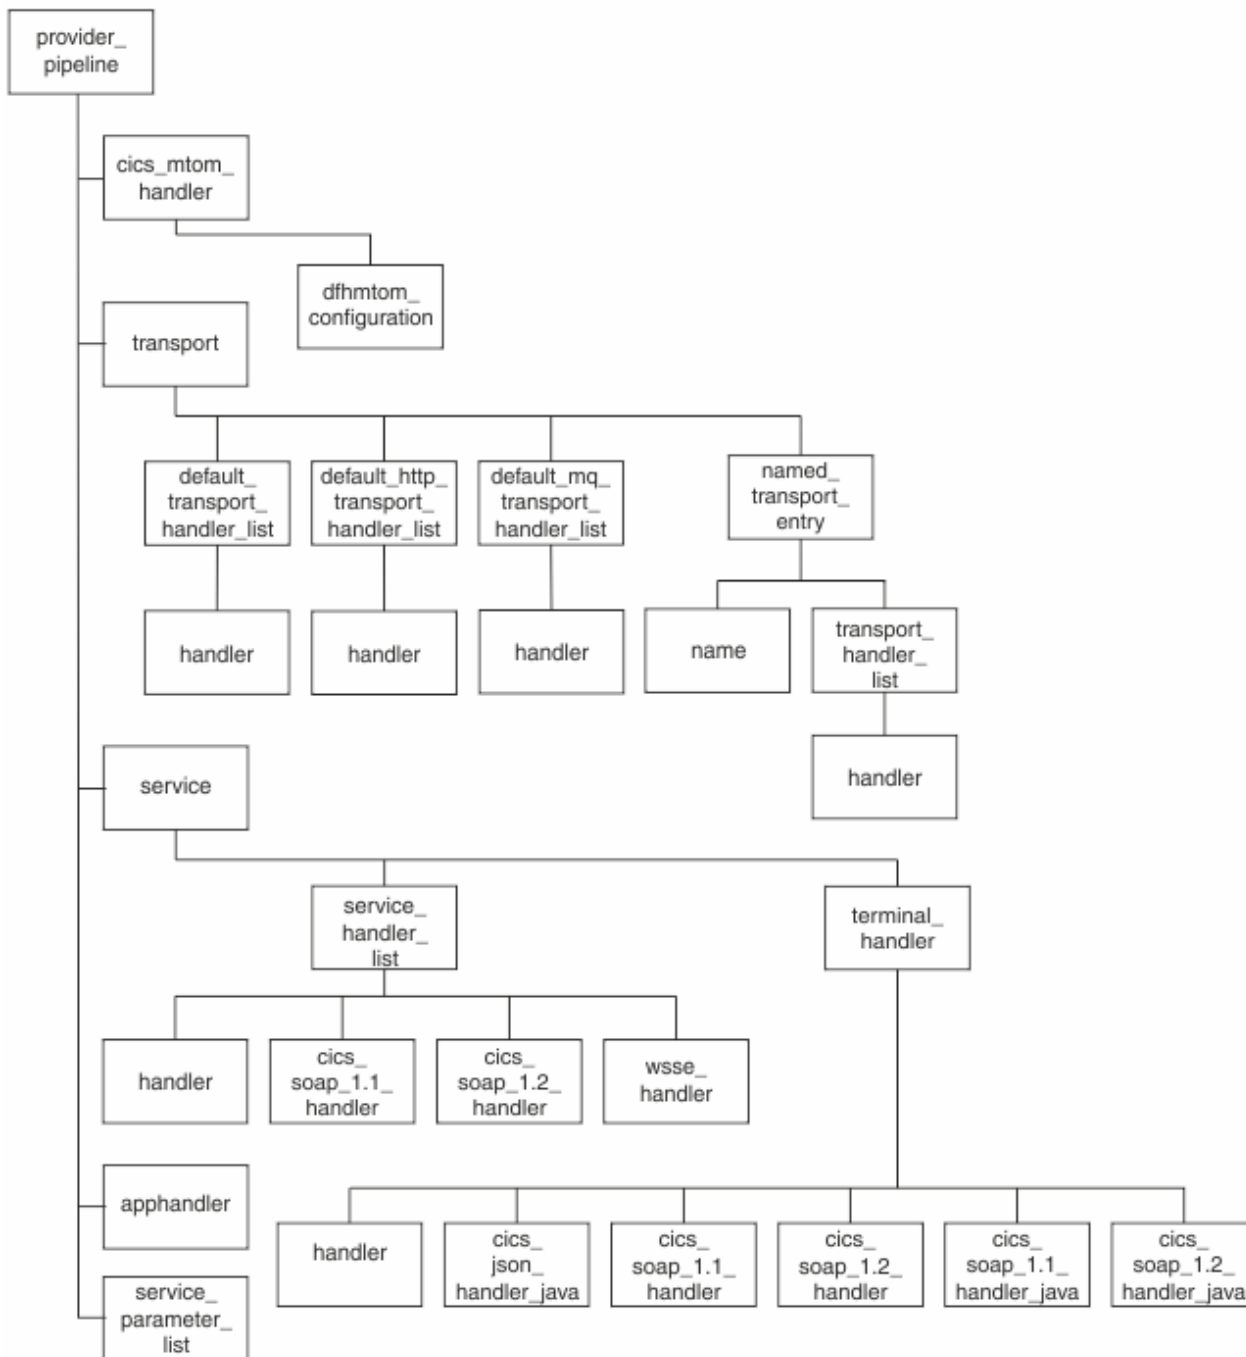 provider_
pipeline
cics_mtom_
handler
dfhmtom_
configuration
transport
default_
transport_
handler_list
default_http_
transport_
handler_list
default_mq_
transport_
handler_list
named_
transport_
entry
handler
handler
handler
name
transport_
handler_
list
handler
service
service_
handler_
list
terminal_
handler
handler
cics_
soap_1.1_
handler
cics_
soap_1.2_
handler
wsse_
handler
apphandler
handler
cics_
json_
handler_java
cics_
soap_1.1_
handler
cics_
soap_1.2_
handler
cics_
soap_1.1_
handler_java
cics_
soap_1.2_
handler_java
service_
parameter_
list